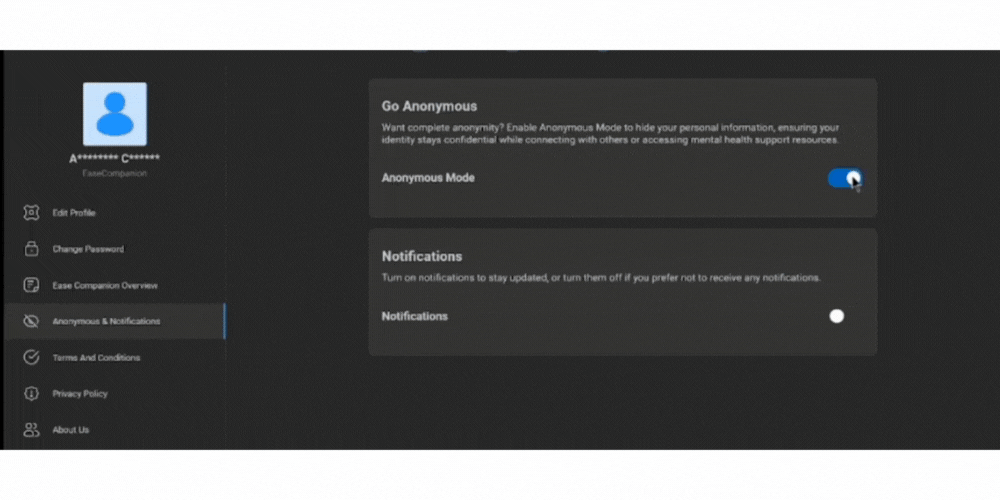 A******** C******
EaseCompanion
Edit Profile
Change Password
Ease Companion Overview
Anonymous & Notifications
Terms And Conditions
Privacy Policy
About Us
Go Anonymous
Want complete anonymity? Enable Anonymous Mode to hide your personal information, ensuring your
identity stays confidential while connecting with others or accessing mental health support resources.
Anonymous Mode
Notifications
Turn on notifications to stay updated, or turn them off if you prefer not to receive any notifications.
Notifications